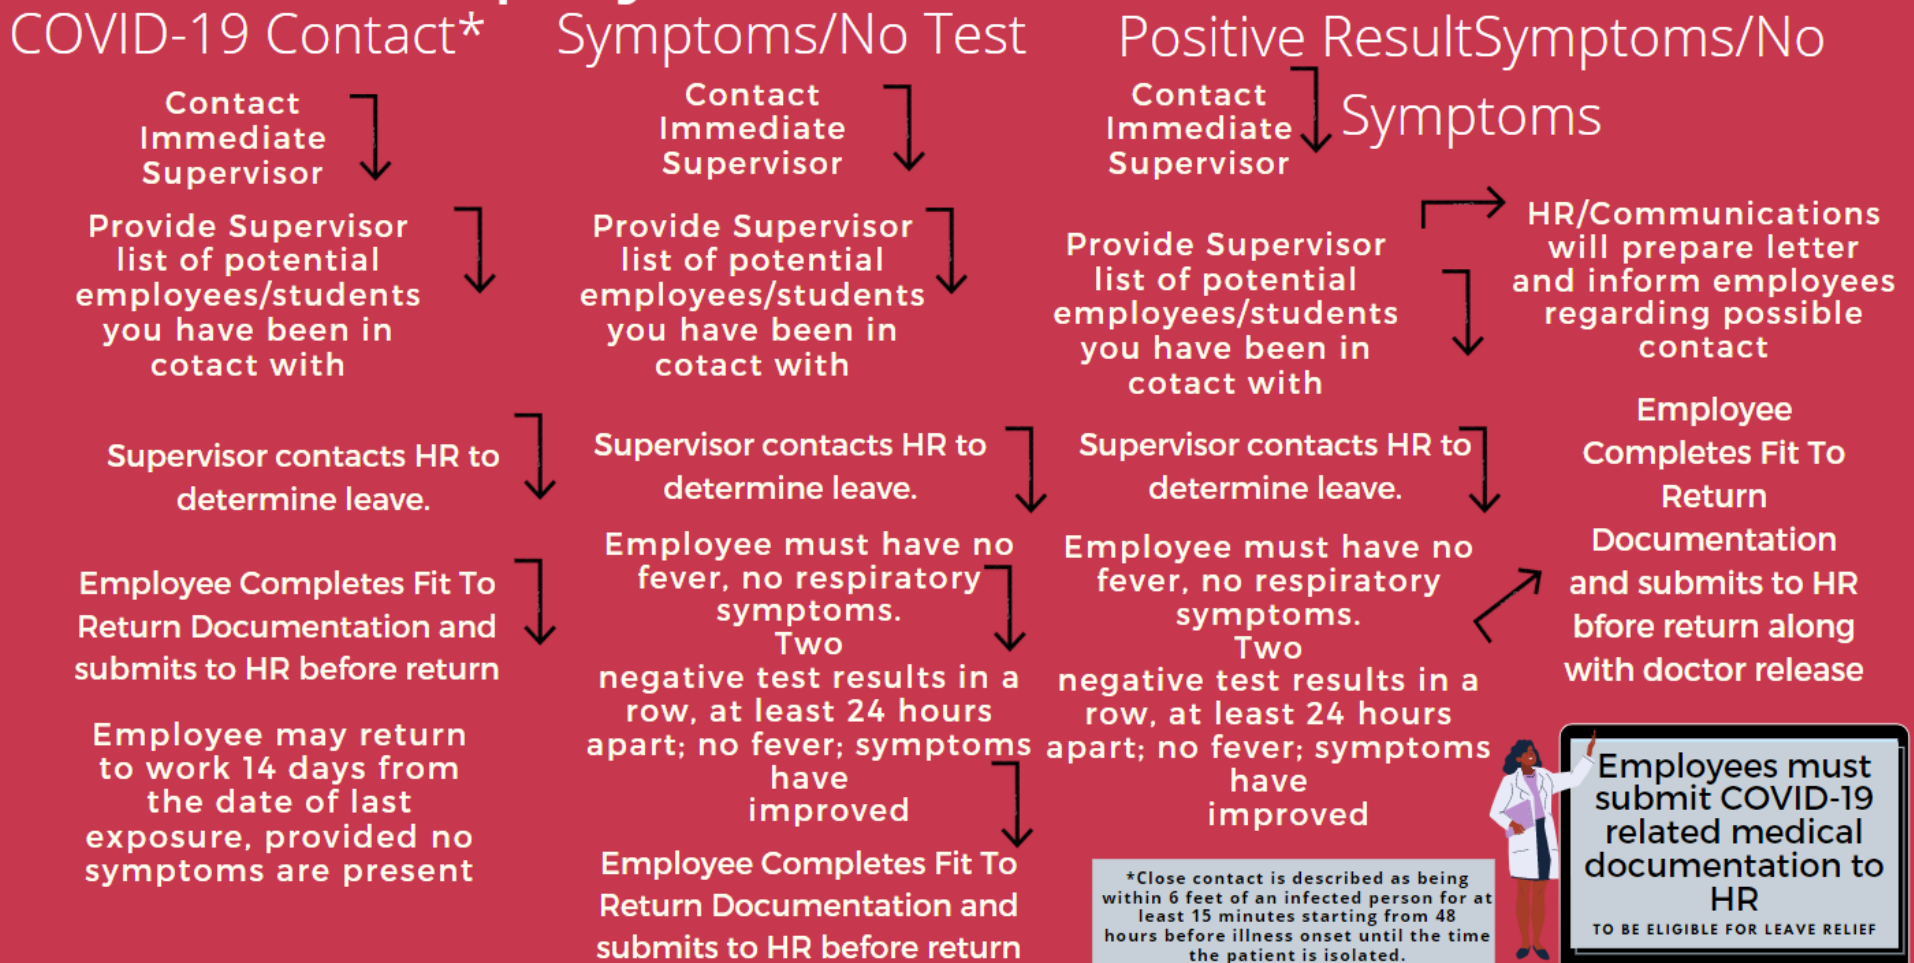 COVID-19 Contact*
Contact
Immediate
Supervisor
Provide Supervisor
list of potential
employees/students
you have been in
cotact with
Supervisor contacts HR to
determine leave.
Employee Completes Fit To
Return Documentation and
submits to HR before return
Employee may return
to work 14 days from
the date of last
exposure, provided no
symptoms are present
Symptoms/No Test
Contact
Immediate
Supervisor
Provide Supervisor
list of potential
employees/students
you have been in
cotact with
Supervisor contacts HR to
determine leave.
Employee must have no
fever, no respiratory
symptoms.
Two
negative test results in a
row, at least 24 hours
apart; no fever; symptoms
have
improved
Employee Completes Fit To
Return Documentation and
submits to HR before return
Positive ResultSymptoms/No
Symptoms
Contact
Immediate
Supervisor
Provide Supervisor
list of potential
employees/students
you have been in
cotact with
Supervisor contacts HR to
determine leave.
Employee must have no
fever, no respiratory
symptoms.
Two
negative test results in a
row, at least 24 hours
apart; no fever; symptoms
have
improved
HR/Communications
will prepare letter
and inform employees
regarding possible
contact
Employee
Completes Fit To
Return
Documentation
and submits to HR
bfore return along
with doctor release
*Close contact is described as being
within 6 feet of an infected person for at
least 15 minutes starting from 48
hours before illness onset until the time
the patient is isolated.
Employees must
submit COVID-19
related medical
documentation to
HR
TO BE ELIGIBLE FOR LEAVE RELIEF